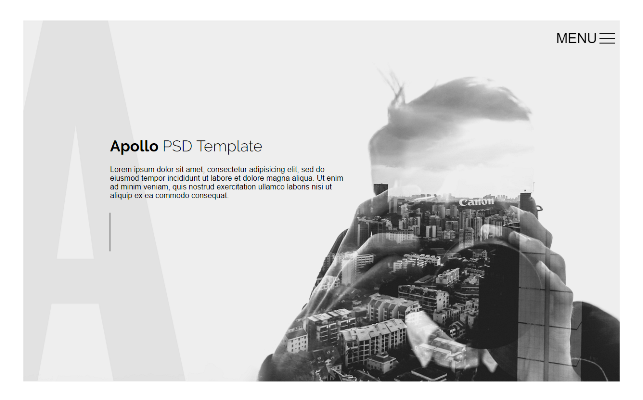 MENU
A
Apollo PSD Template
Lorem ipsum dolor sit amet, consectetur adipisicing elit, sed do
eiusmod tempor incididunt ut labore et dolore magna aliqua. Ut enim
ad minim veniam, quis nostrud exercitation ullamco laboris nisi ut
aliquip ex ea commodo consequat.
Canon